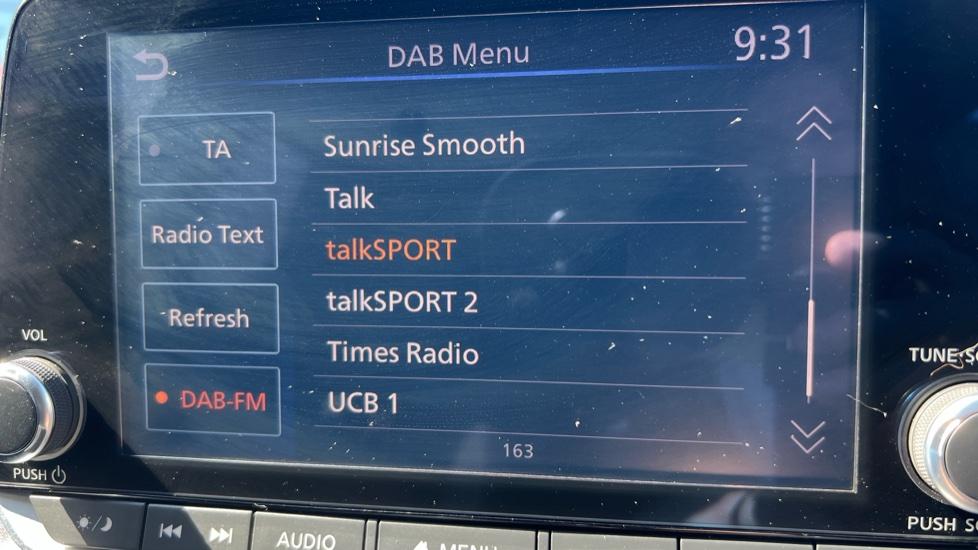 DAB Menu
9:31
TA
Sunrise Smooth
Talk
Radio Text
talkSPORT
Refresh
talkSPORT 2
Times Radio
DAB-FM
UCB 1
163
VOL
PUSH
AUDIO
MENU
TUNE
PUSH